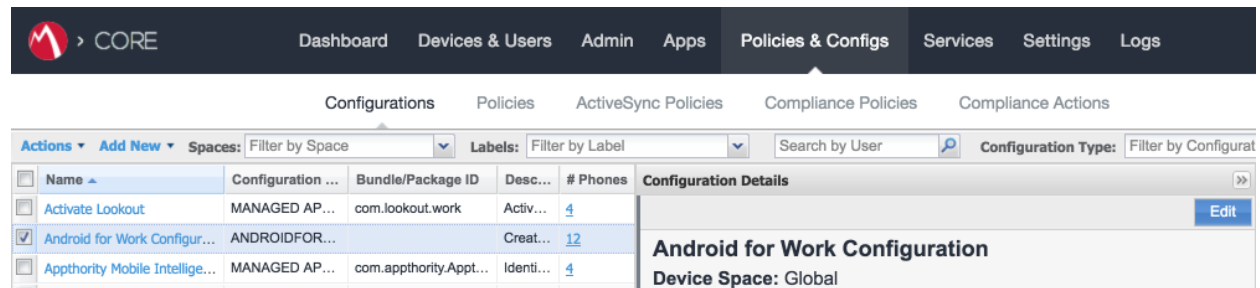 › CORE Dashboard Devices & Users Admin Apps Policies & Configs Services Settings Logs
Configurations Policies ActiveSync Policies Compliance Policies Compliance Actions
Actions Add New Spaces: Filter by Space Labels: Filter by Label Search by User Configuration Type: Filter by Configurat
Name Configuration ... Bundle/Package ID Desc... # Phones Configuration Details »
Activate Lookout MANAGED AP... com.lookout.work Activ... 4
Edit
Android for Work Configur... ANDROIDFOR... Creat... 12
Android for Work Configuration
Appthority Mobile Intellige... MANAGED AP... com.appthority.Appt... Identi... 4
Device Space: Global